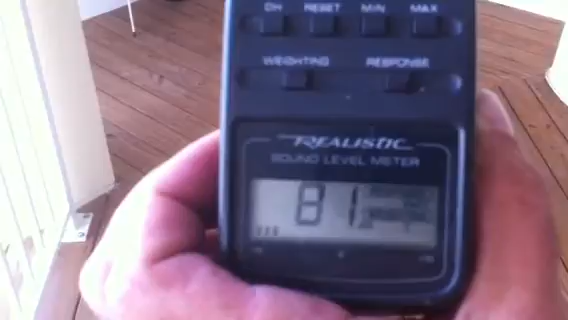 OH RESET MIN MAX
WEIGHTING RESPONSE
REALISTIC
SOUND LEVEL METER
81